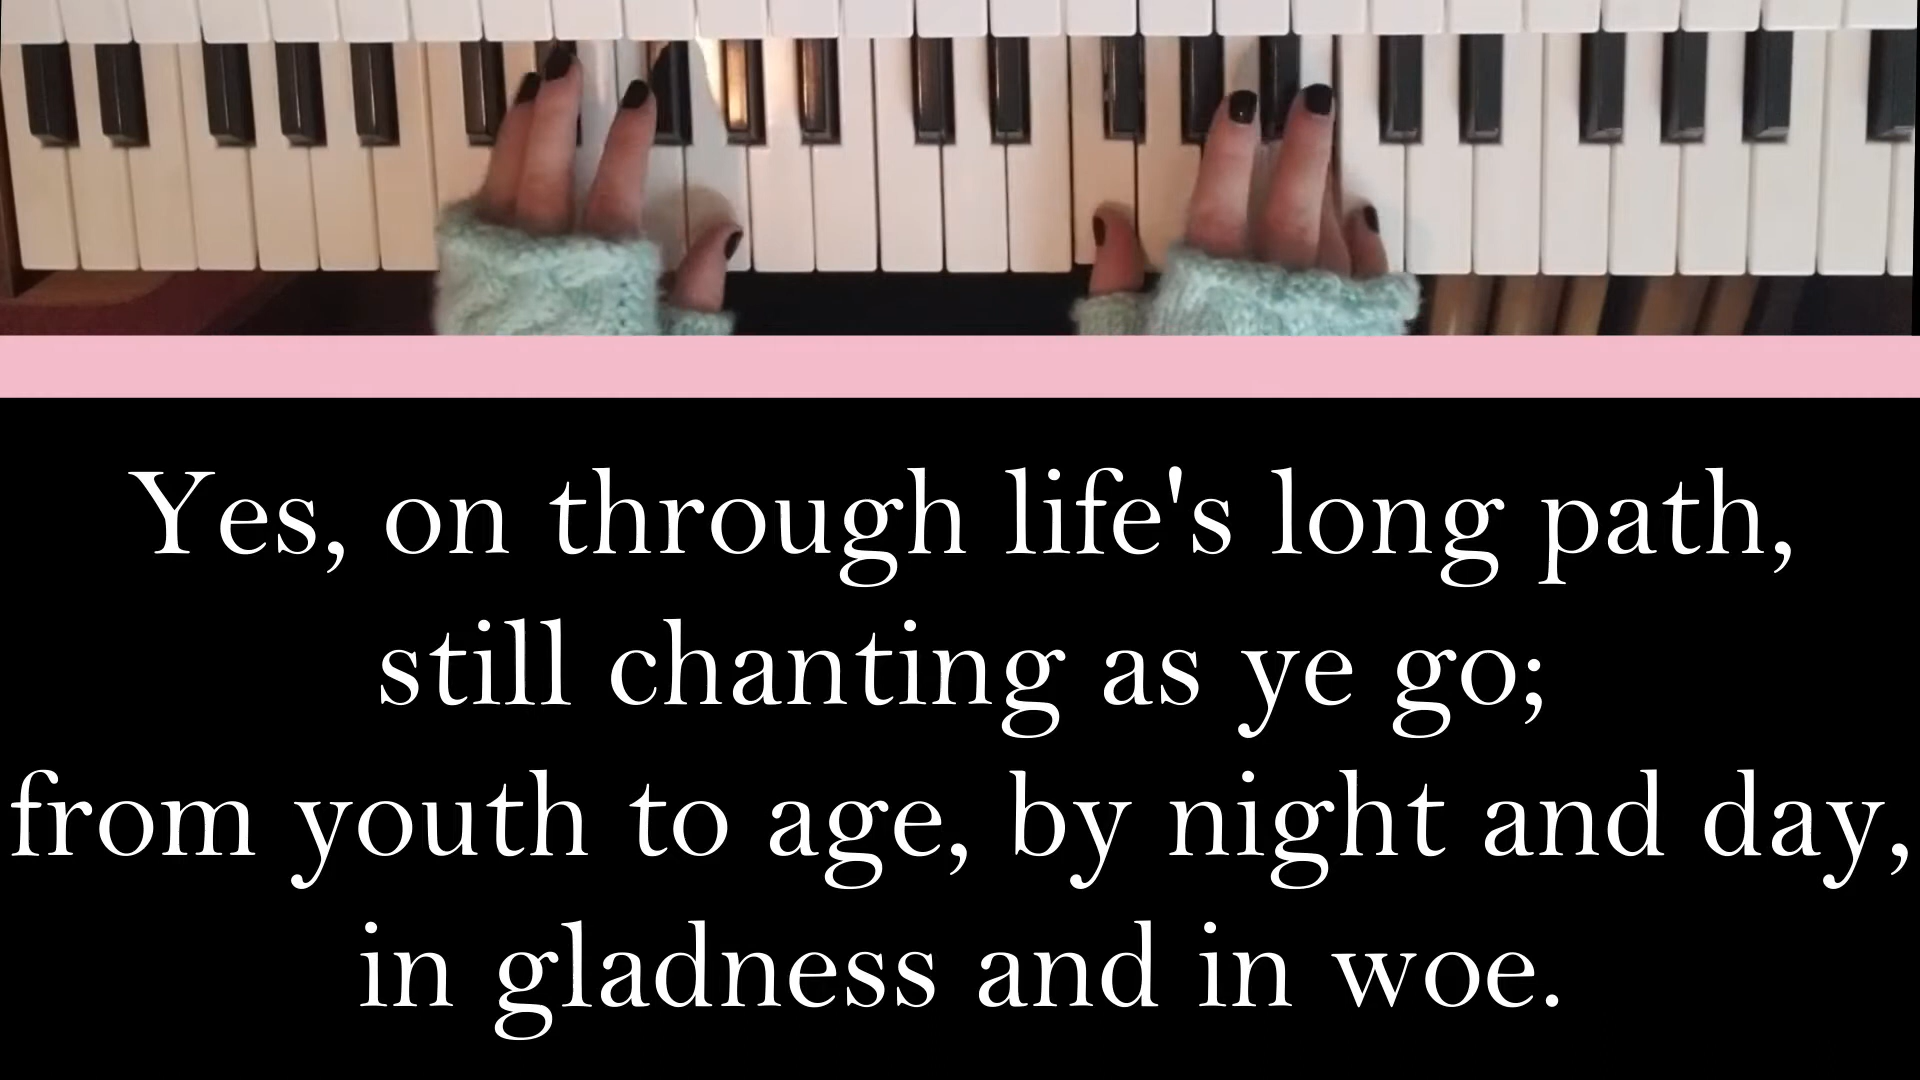 Yes, on through life's long path,
still chanting as ye go;
from youth to age, by night and day,
in gladness and in woe.